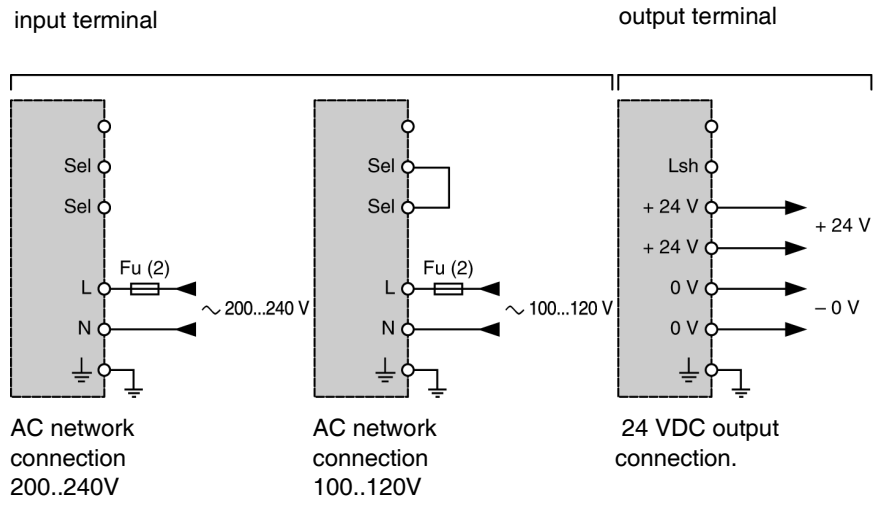 input terminal
output terminal
Sel
Sel
L
Fu (2)
N
~ 200...240 V
Sel
Sel
L
Fu (2)
N
~ 100...120 V
Lsh
+ 24 V
+ 24 V
+ 24 V
0 V
0 V
– 0 V
AC network
connection
200..240V
AC network
connection
100..120V
24 VDC output
connection.